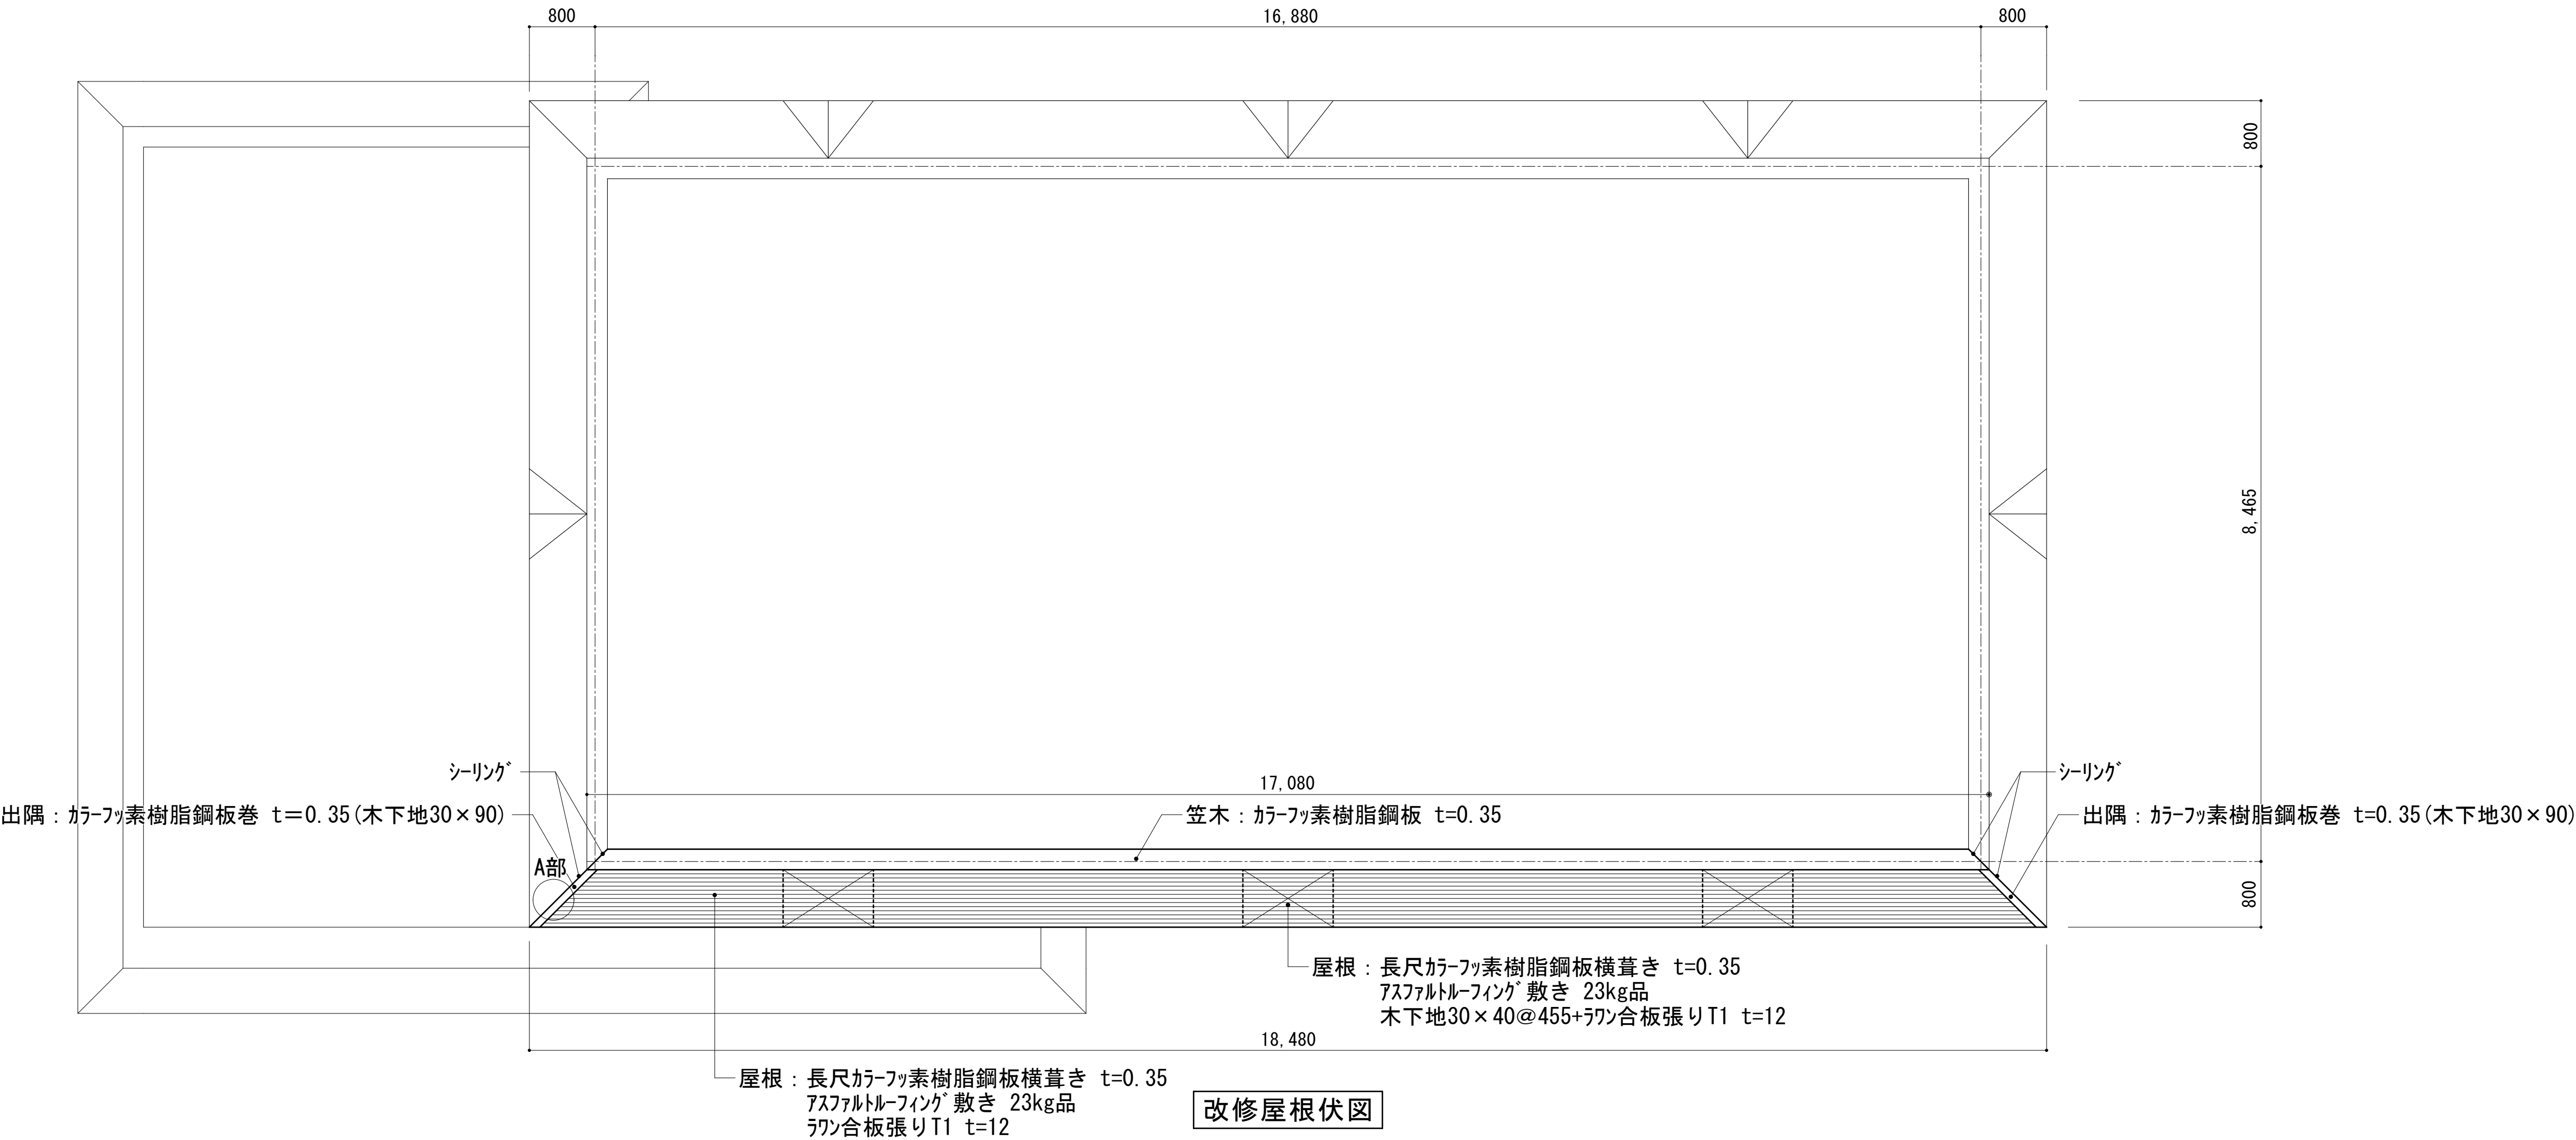 800
16,880
800
800
8,465
800
17,080
ｼｰﾘﾝｸﾞ
ｼｰﾘﾝｸﾞ
出隅：ｶﾗｰﾌｯ素樹脂鋼板巻 t＝0.35(木下地30×90)
笠木：ｶﾗｰﾌｯ素樹脂鋼板 t=0.35
出隅：ｶﾗｰﾌｯ素樹脂鋼板巻 t=0.35(木下地30×90)
A部
屋根：長尺ｶﾗｰﾌｯ素樹脂鋼板横葺き t=0.35
ｱｽﾌｧﾙﾄﾙｰﾌｨﾝｸﾞ敷き 23kg品
木下地30×40@455+ﾗﾜﾝ合板張りT1 t=12
18,480
屋根：長尺ｶﾗｰﾌｯ素樹脂鋼板横葺き t=0.35
ｱｽﾌｧﾙﾄﾙｰﾌｨﾝｸﾞ敷き 23kg品
ﾗﾜﾝ合板張りT1 t=12
改修屋根伏図